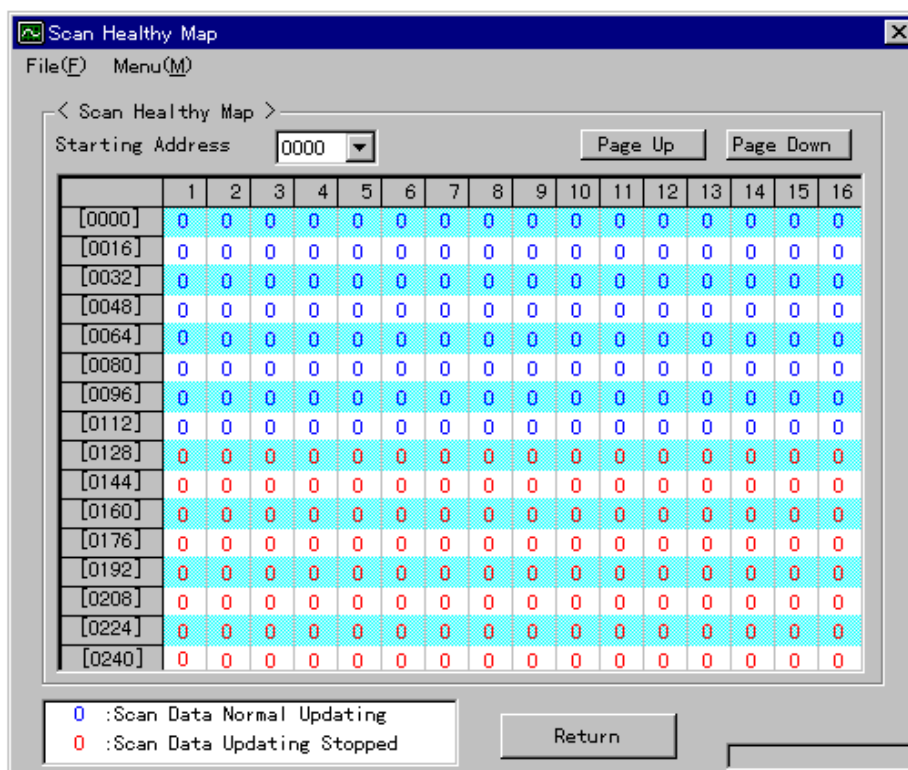 Scan Healthy Map
File(F) Menu(M)
< Scan Healthy Map >
Starting Address 0000 Page Up Page Down
1 2 3 4 5 6 7 8 9 10 11 12 13 14 15 16
[0000] 0 0 0 0 0 0 0 0 0 0 0 0 0 0 0 0
[0016] 0 0 0 0 0 0 0 0 0 0 0 0 0 0 0 0
[0032] 0 0 0 0 0 0 0 0 0 0 0 0 0 0 0 0
[0048] 0 0 0 0 0 0 0 0 0 0 0 0 0 0 0 0
[0064] 0 0 0 0 0 0 0 0 0 0 0 0 0 0 0 0
[0080] 0 0 0 0 0 0 0 0 0 0 0 0 0 0 0 0
[0096] 0 0 0 0 0 0 0 0 0 0 0 0 0 0 0 0
[0112] 0 0 0 0 0 0 0 0 0 0 0 0 0 0 0 0
[0128] 0 0 0 0 0 0 0 0 0 0 0 0 0 0 0 0
[0144] 0 0 0 0 0 0 0 0 0 0 0 0 0 0 0 0
[0160] 0 0 0 0 0 0 0 0 0 0 0 0 0 0 0 0
[0176] 0 0 0 0 0 0 0 0 0 0 0 0 0 0 0 0
[0192] 0 0 0 0 0 0 0 0 0 0 0 0 0 0 0 0
[0208] 0 0 0 0 0 0 0 0 0 0 0 0 0 0 0 0
[0224] 0 0 0 0 0 0 0 0 0 0 0 0 0 0 0 0
[0240] 0 0 0 0 0 0 0 0 0 0 0 0 0 0 0 0
0 :Scan Data Normal Updating
0 :Scan Data Updating Stopped
Return